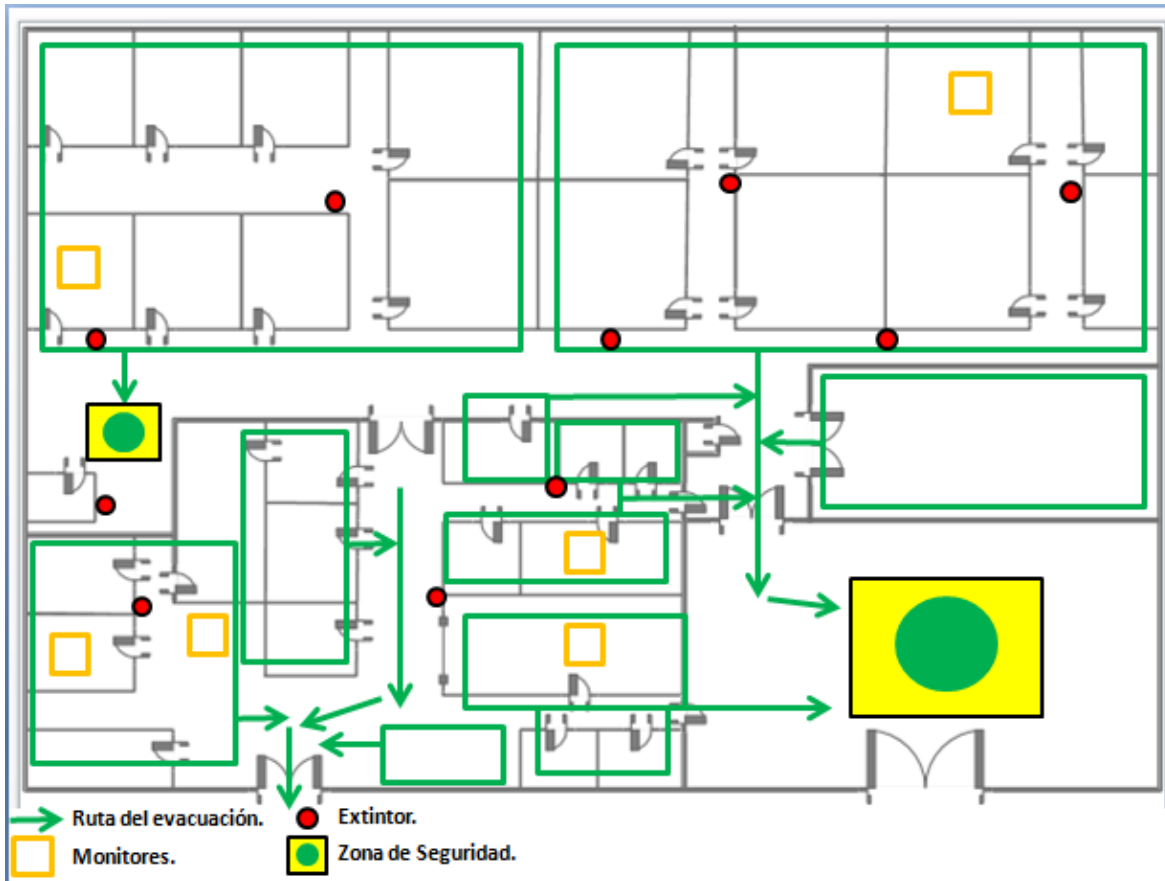 Ruta del evacuación.
Extintor.
Monitores.
Zona de Seguridad.